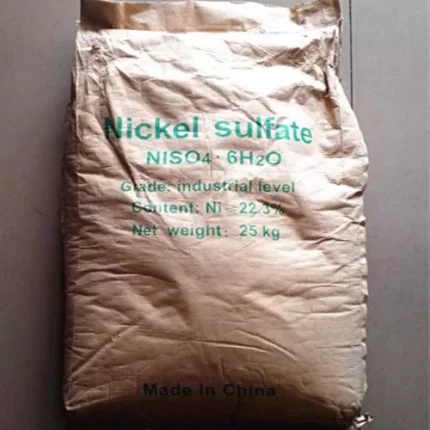 Nickel sulfate
NISO4 · 6H2O
Grade: industrial level
Content: Ni ≥22.3%
Net weight: 25 kg
Made in China